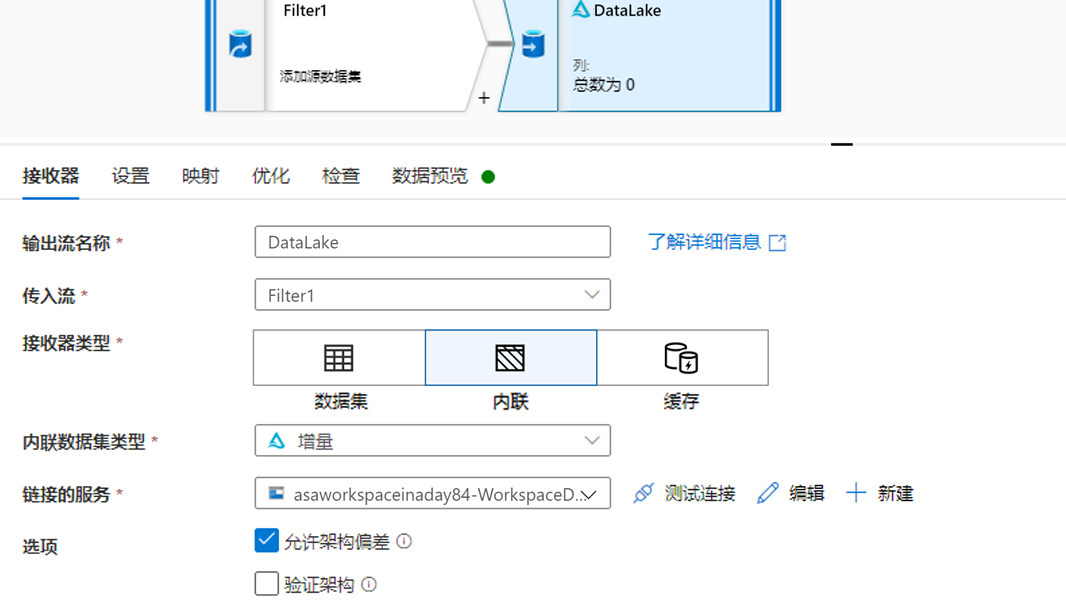 Filter1
DataLake
添加源数据集
列:
总数为 0
+
接收器 设置 映射 优化 检查 数据预览
输出流名称 * DataLake 了解详细信息
传入流 * Filter1
接收器类型 *
数据集 内联 缓存
内联数据集类型 * 增量
链接的服务 * asaworkspaceinaday84-WorkspaceD... 测试连接 编辑 新建
选项 允许架构偏差
验证架构